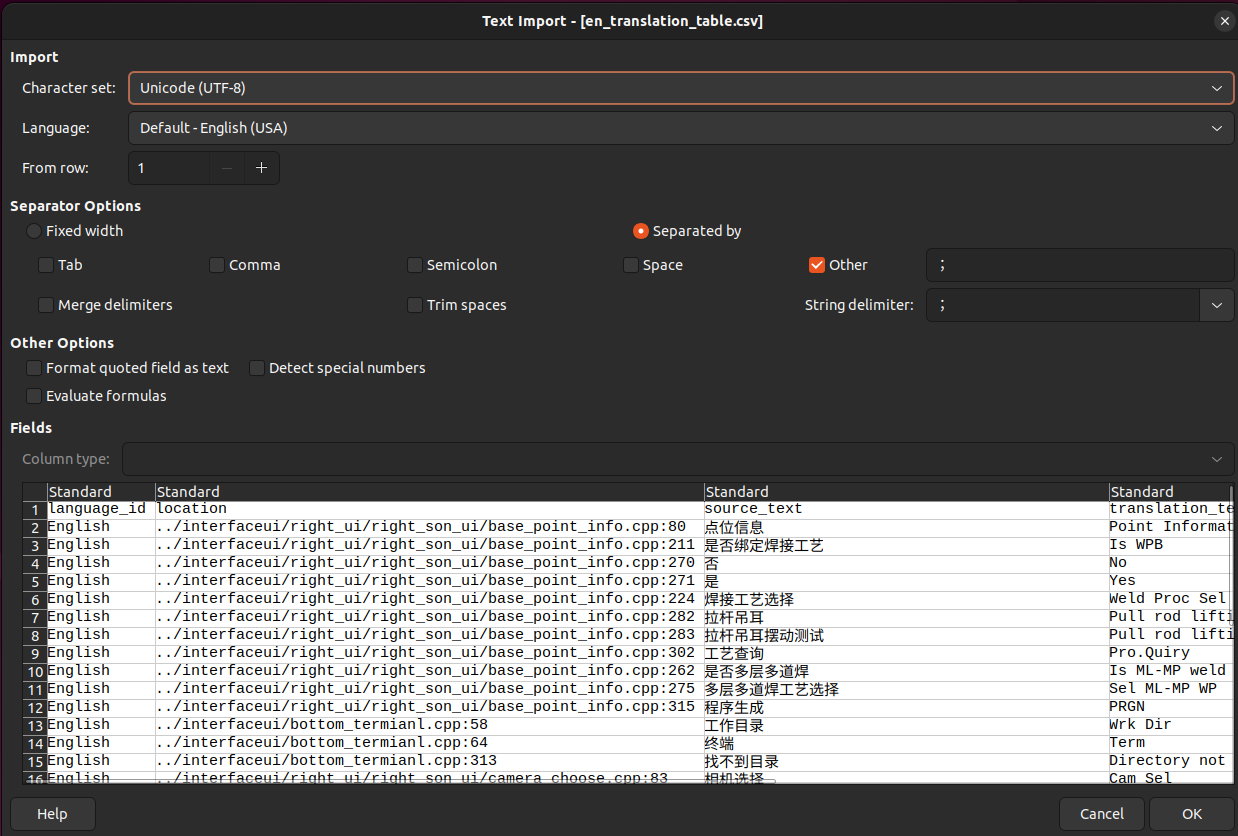 Text Import - [en_translation_table.csv]
Import
Character set: Unicode (UTF-8)
Language: Default - English (USA)
From row: 1
Separator Options
Fixed width Separated by
Tab Comma Semicolon Space Other ;
Merge delimiters Trim spaces String delimiter: ;
Other Options
Format quoted field as text Detect special numbers
Evaluate formulas
Fields
Column type:
Standard Standard Standard Standard
1 language_id location source_text translation_te
2 English ../interfaceui/right_ui/right_son_ui/base_point_info.cpp:80 点位信息 Point Informat
3 English ../interfaceui/right_ui/right_son_ui/base_point_info.cpp:211 是否绑定焊接工艺 Is WPB
4 English ../interfaceui/right_ui/right_son_ui/base_point_info.cpp:270 否 No
5 English ../interfaceui/right_ui/right_son_ui/base_point_info.cpp:271 是 Yes
6 English ../interfaceui/right_ui/right_son_ui/base_point_info.cpp:224 焊接工艺选择 Weld Proc Sel
7 English ../interfaceui/right_ui/right_son_ui/base_point_info.cpp:282 拉杆吊耳 Pull rod lifti
8 English ../interfaceui/right_ui/right_son_ui/base_point_info.cpp:283 拉杆吊耳摆动测试 Pull rod lifti
9 English ../interfaceui/right_ui/right_son_ui/base_point_info.cpp:302 工艺查询 Pro.Quiry
10 English ../interfaceui/right_ui/right_son_ui/base_point_info.cpp:262 是否多层多道焊 Is ML-MP weld
11 English ../interfaceui/right_ui/right_son_ui/base_point_info.cpp:275 多层多道焊工艺选择 Sel ML-MP WP
12 English ../interfaceui/right_ui/right_son_ui/base_point_info.cpp:315 程序生成 PRGN
13 English ../interfaceui/bottom_termianl.cpp:58 工作目录 Wrk Dir
14 English ../interfaceui/bottom_termianl.cpp:64 终端 Term
15 English ../interfaceui/bottom_termianl.cpp:313 找不到目录 Directory not
16 English ../interfaceui/right_ui/right_son_ui/camera_choose.cpp:83 相机选择 Cam Sel
Help Cancel OK